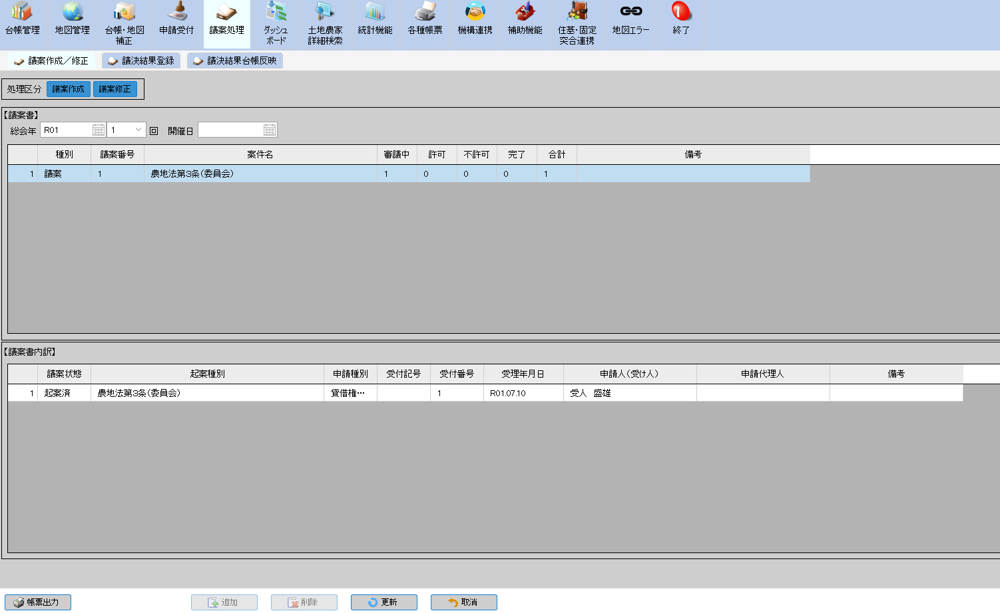 台帳管理
地図管理
台帳・地図
補正
申請受付
議案処理
ダッシュ
ボード
土地農家
詳細検索
統計機能
各種帳票
機構連携
補助機能
住基・固定
突合連携
地図エラー
終了
議案作成／修正
議決結果登録
議決結果台帳反映
処理区分 議案作成 議案修正
【議案書】
総会年 R01 1 回 開催日
種別 議案番号 案件名 審議中 許可 不許可 完了 合計 備考
1 議案 1 農地法第3条（委員会） 1 0 0 0 1
【議案書内訳】
議案状態 起案種別 申請種別 受付記号 受付番号 受理年月日 申請人（受け人） 申請代理人 備考
1 起案済 農地法第3条（委員会） 貸借権… 1 R01.07.10 受人　盛雄
帳票出力 追加 削除 更新 取消